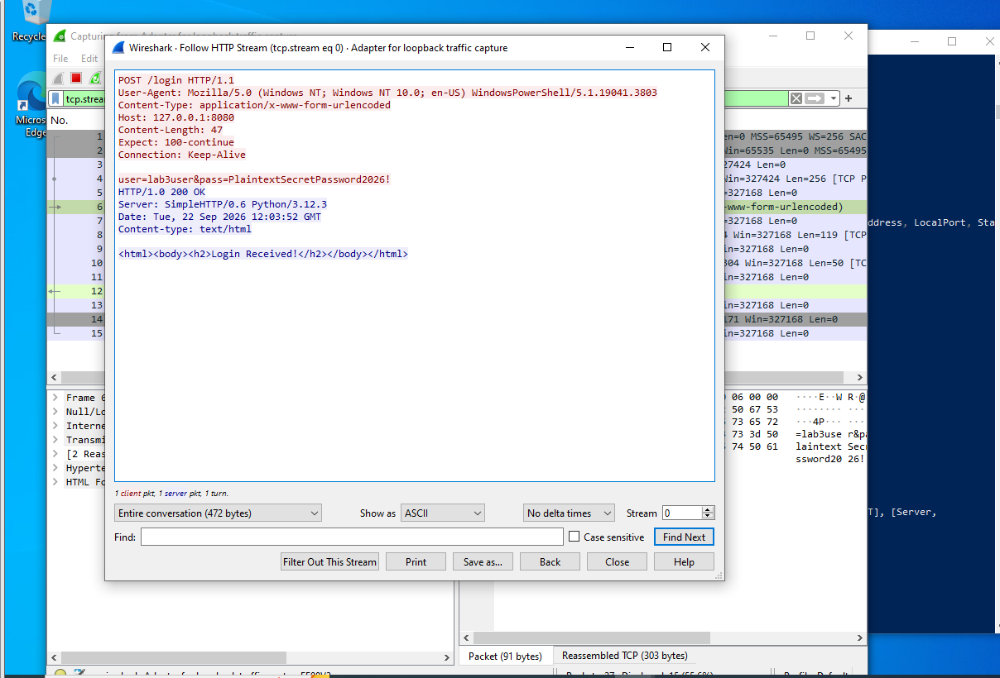 Recycle
Micros
Edge
Capturin
File Edit
tcp.strea
Wireshark · Follow HTTP Stream (tcp.stream eq 0) · Adapter for loopback traffic capture
POST /login HTTP/1.1
User-Agent: Mozilla/5.0 (Windows NT; Windows NT 10.0; en-US) WindowsPowerShell/5.1.19041.3803
Content-Type: application/x-www-form-urlencoded
Host: 127.0.0.1:8080
Content-Length: 47
Expect: 100-continue
Connection: Keep-Alive
user=lab3user&pass=PlaintextSecretPassword2026!
HTTP/1.0 200 OK
Server: SimpleHTTP/0.6 Python/3.12.3
Date: Tue, 22 Sep 2026 12:03:52 GMT
Content-type: text/html
<html><body><h2>Login Received!</h2></body></html>
1 client pkt, 1 server pkt, 1 turn.
Entire conversation (472 bytes) Show as ASCII No delta times Stream 0
Find: Case sensitive Find Next
Filter Out This Stream Print Save as... Back Close Help
No.
1 en=0 MSS=65495 WS=256 SAC
2 Win=65535 Len=0 MSS=65495
3 27424 Len=0
4 Win=327424 Len=256 [TCP P
5 =327168 Len=0
6 -www-form-urlencoded)
7 =327168 Len=0
8 4 Win=327168 Len=119 [TCP
9 in=327168 Len=0
10 304 Win=327168 Len=50 [TC
11 in=327168 Len=0
12
13 in=327168 Len=0
14 171 Win=327168 Len=0
15 in=327168 Len=0
Frame 6
Null/Lo
Interne
Transmi
[2 Reas
Hyperte
HTML Fo
06 00 00 ····E··W R·@
50 67 53
73 65 72 ···4P···
73 3d 50 =lab3use r&pa
74 50 61 laintext Sec
ssword20 26!
Packet (91 bytes) Reassembled TCP (303 bytes)
ddress, LocalPort, Sta
T], [Server,